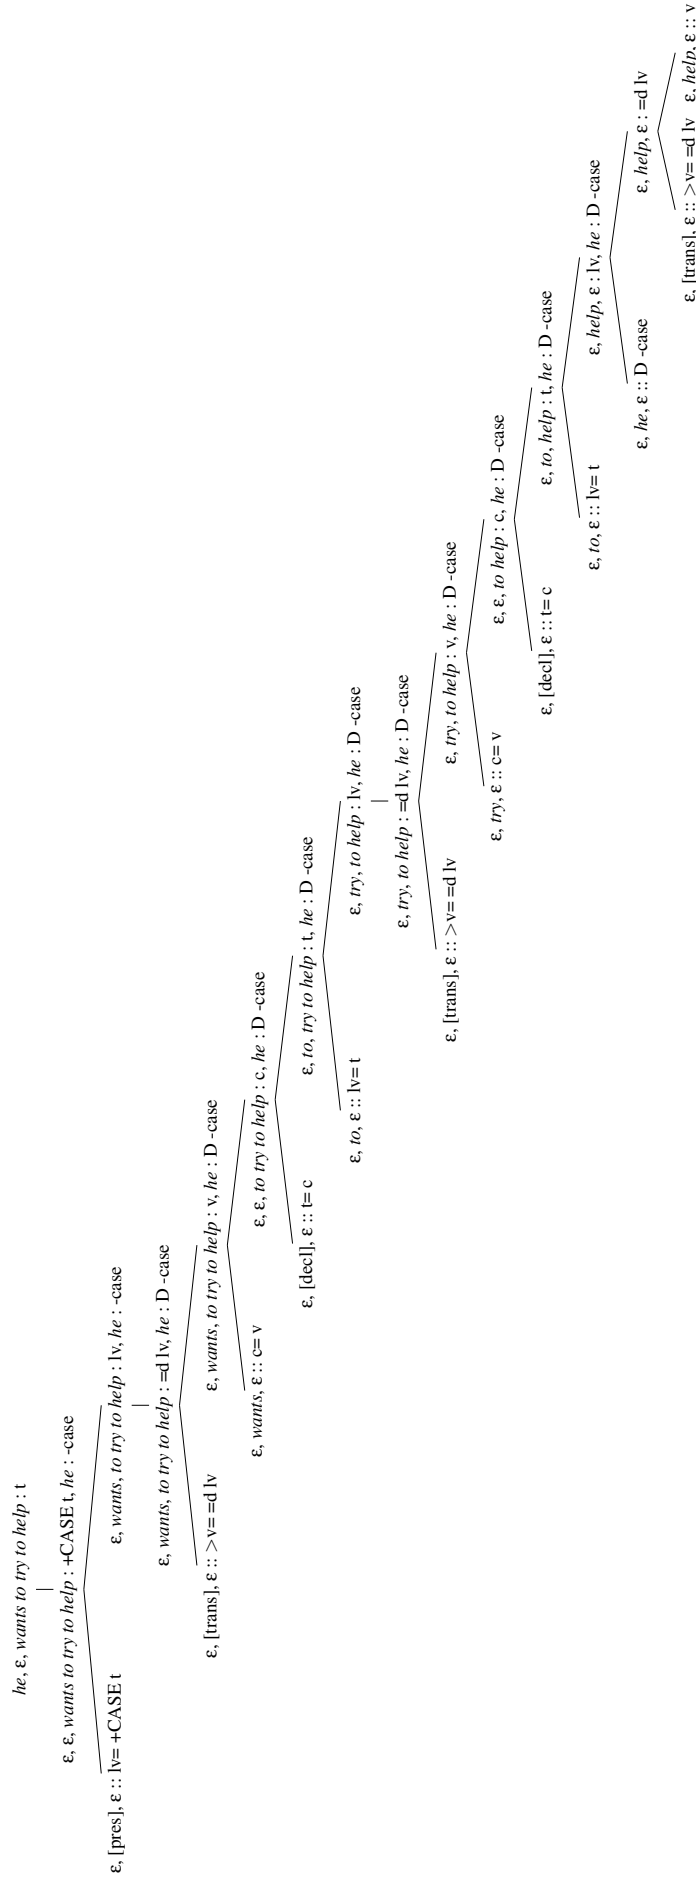 he, ε, wants to try to help : t
ε, ε, wants to try to help : +CASE t, he : -case
ε, [pres], ε :: lv= +CASE t
ε, wants, to try to help : lv, he : -case
ε, wants, to try to help : =d lv, he : D -case
ε, [trans], ε :: >v= =d lv
ε, wants, to try to help : v, he : D -case
ε, wants, ε :: c= v
ε, ε, to try to help : c, he : D -case
ε, [decl], ε :: t= c
ε, to, try to help : t, he : D -case
ε, to, ε :: lv= t
ε, try, to help : lv, he : D -case
ε, try, to help : =d lv, he : D -case
ε, [trans], ε :: >v= =d lv
ε, try, to help : v, he : D -case
ε, try, ε :: c= v
ε, ε, to help : c, he : D -case
ε, [decl], ε :: t= c
ε, to, help : t, he : D -case
ε, to, ε :: lv= t
ε, help, ε : lv, he : D -case
ε, he, ε :: D -case
ε, help, ε : =d lv
ε, [trans], ε :: >v= =d lv
ε, help, ε :: v